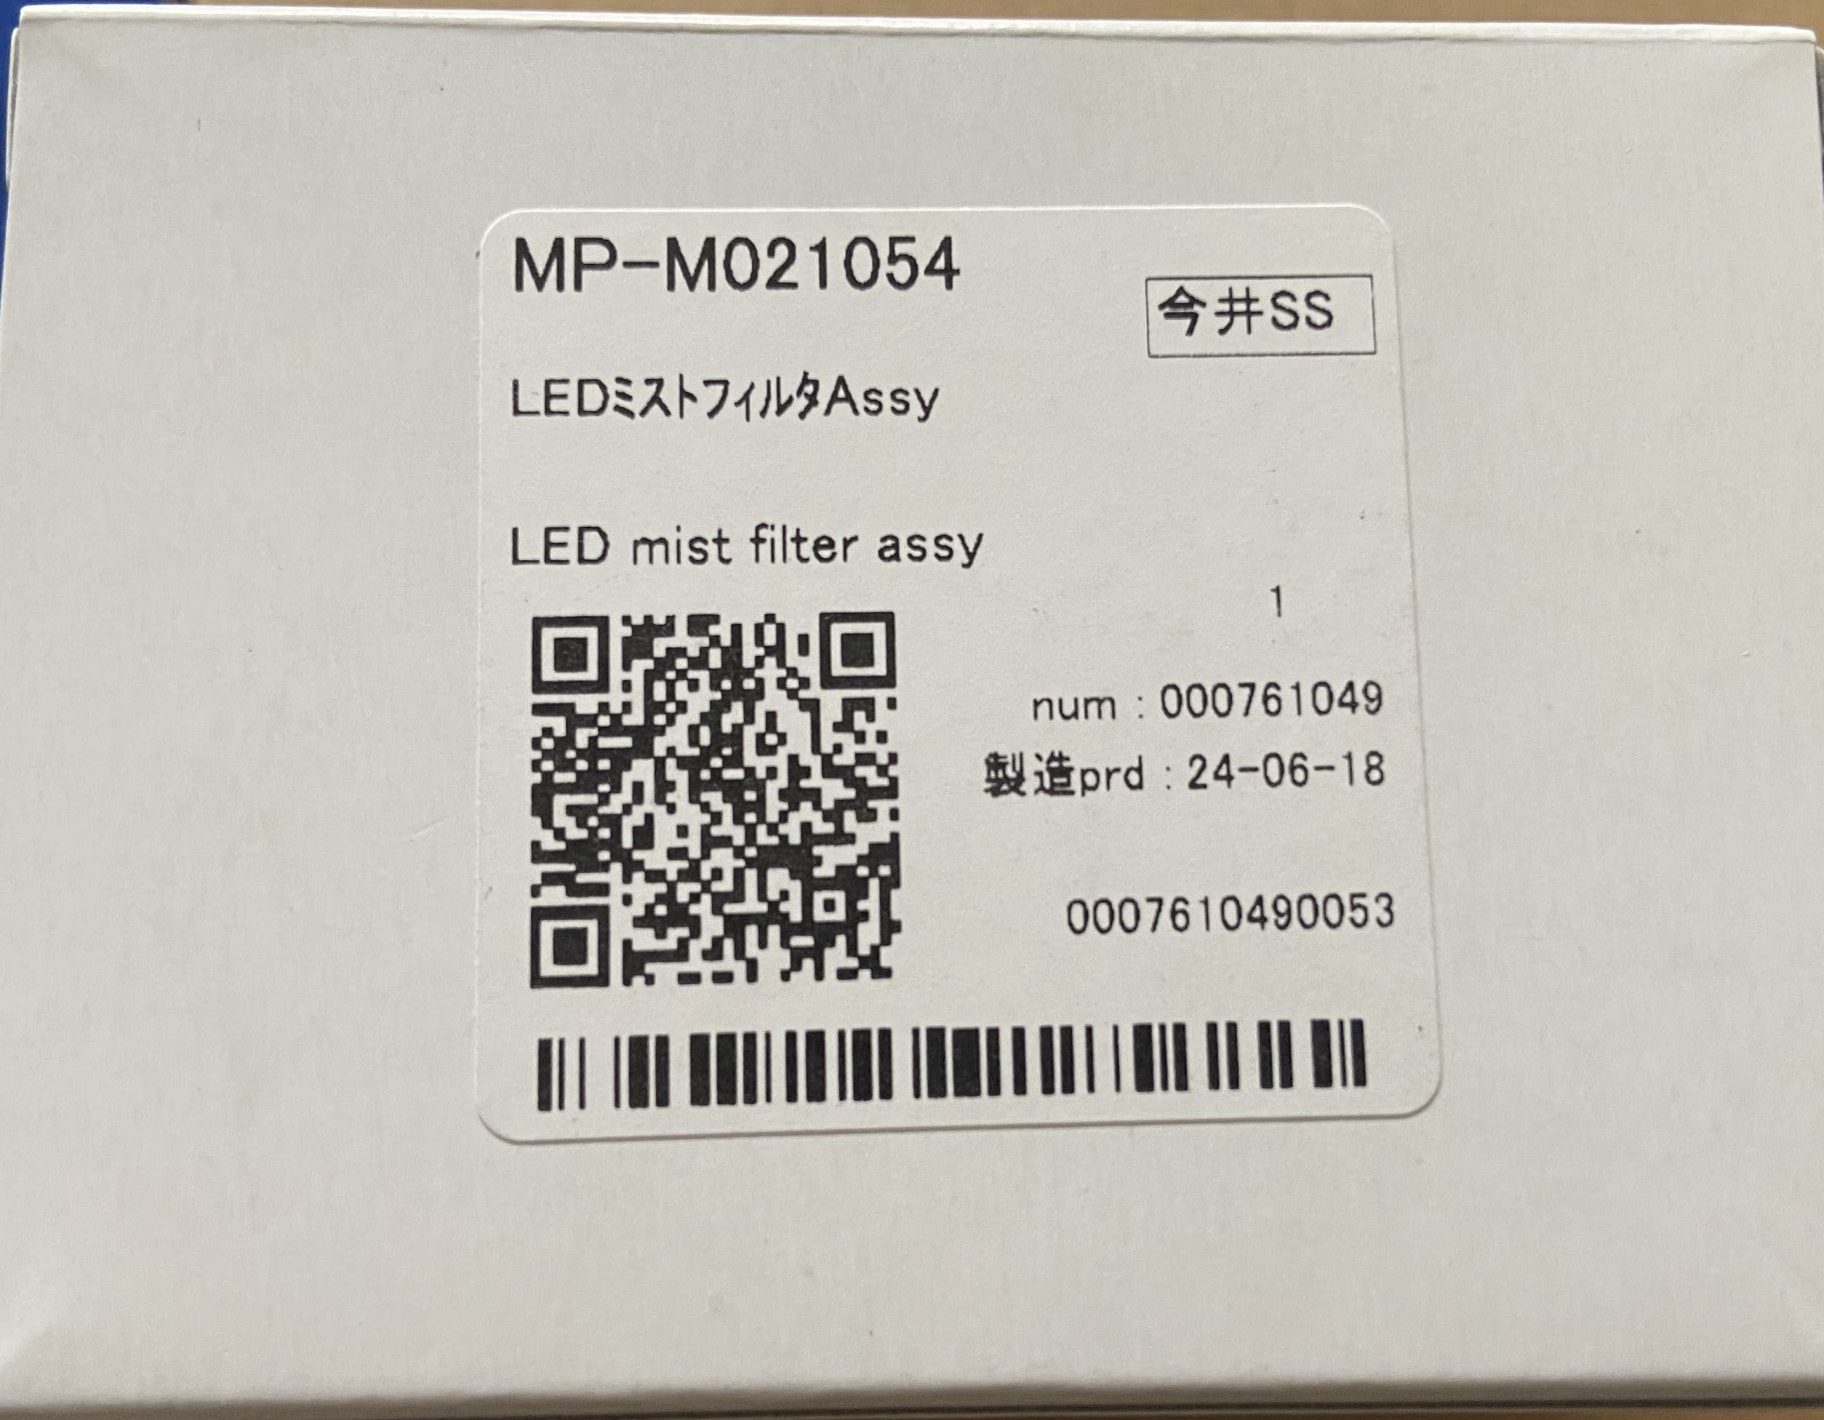 MP-M021054
今井SS
LEDミストフィルタAssy
LED mist filter assy
1
num : 000761049
製造prd : 24-06-18
0007610490053